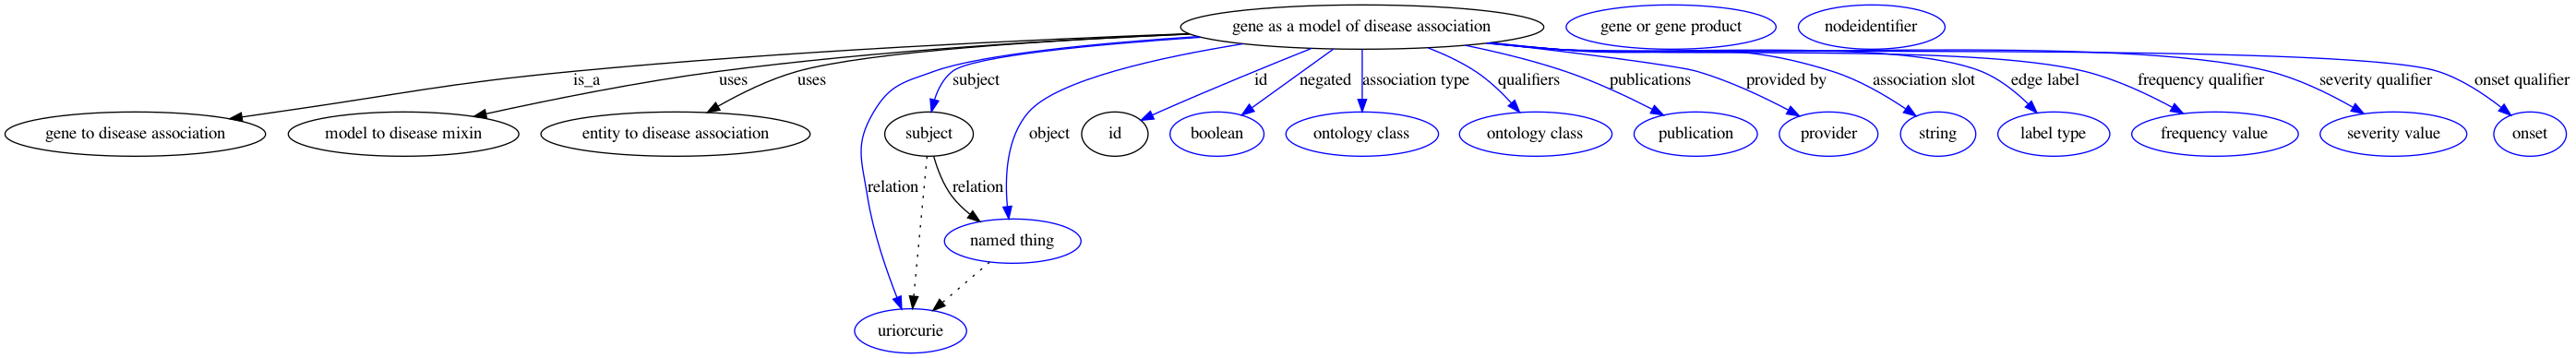 gene as a model of disease association
gene or gene product
nodeidentifier
is_a
uses
uses
subject
object
id
negated
association type
qualifiers
publications
provided by
association slot
edge label
frequency qualifier
severity qualifier
onset qualifier
gene to disease association
model to disease mixin
entity to disease association
subject
id
boolean
ontology class
ontology class
publication
provider
string
label type
frequency value
severity value
onset
relation
relation
named thing
uriorcurie